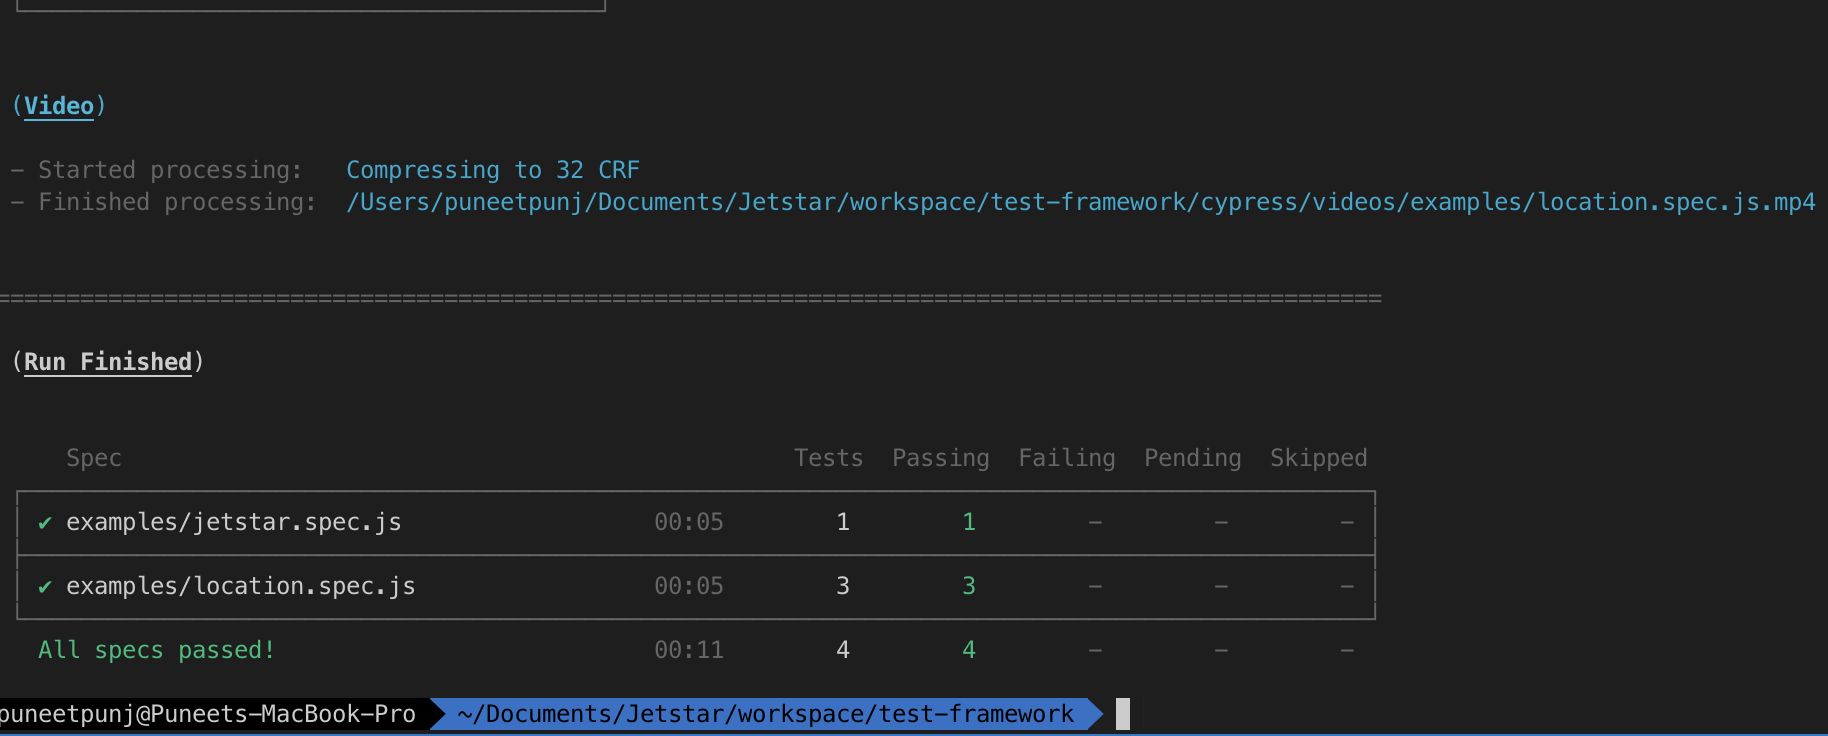 (Video)
– Started processing: Compressing to 32 CRF
– Finished processing: /Users/puneetpunj/Documents/Jetstar/workspace/test-framework/cypress/videos/examples/location.spec.js.mp4
(Run Finished)
Spec Tests Passing Failing Pending Skipped
✔ examples/jetstar.spec.js 00:05 1 1 – – –
✔ examples/location.spec.js 00:05 3 3 – – –
All specs passed! 00:11 4 4 – – –
puneetpunj@Puneets-MacBook-Pro ~/Documents/Jetstar/workspace/test-framework